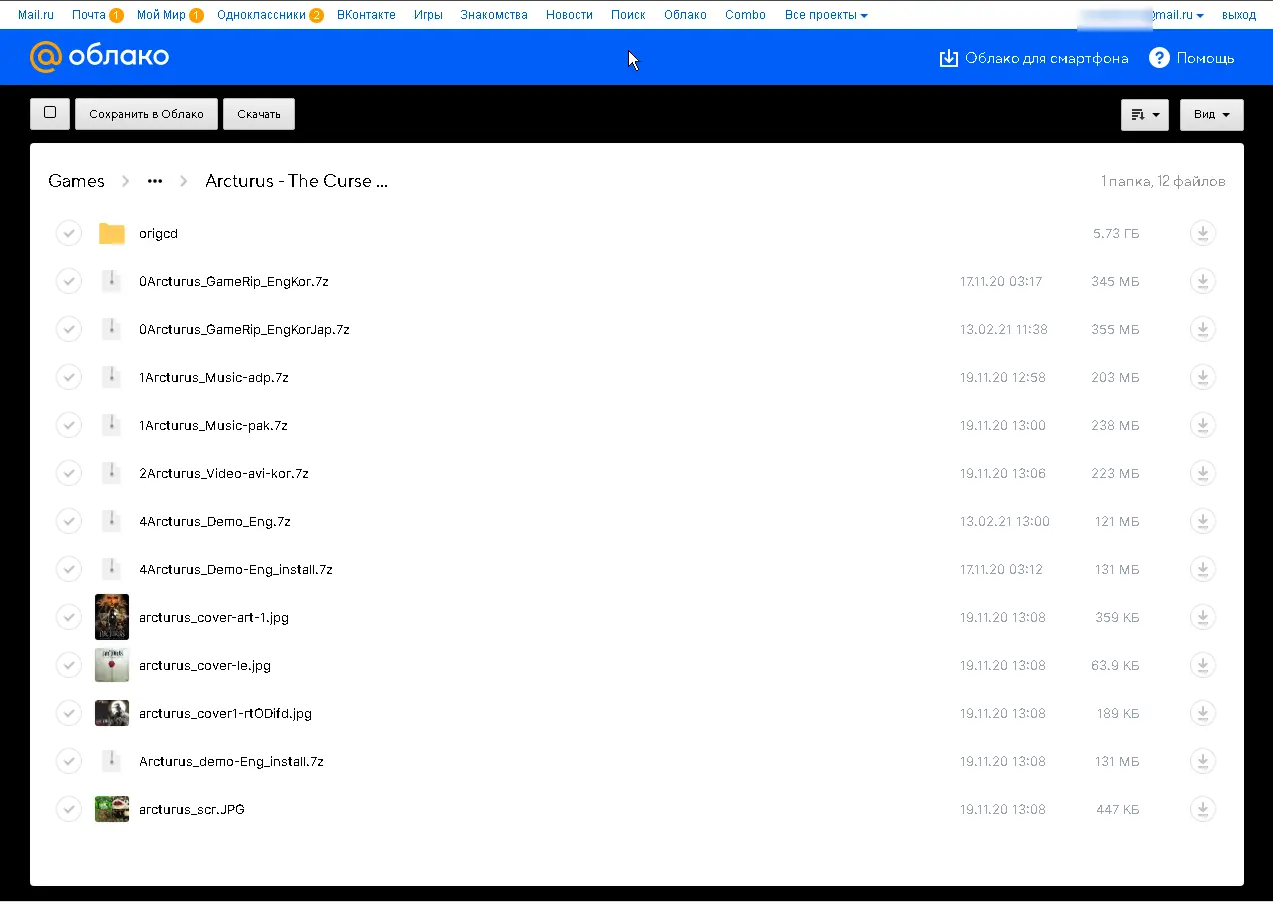 Mail.ru Почта 1 Мой Мир 1 Одноклассники 2 ВКонтакте Игры Знакомства Новости Поиск Облако Combo Все проекты mail.ru выход
@ облако Облако для смартфона ? Помощь
Сохранить в Облако Скачать Вид
Games ••• Arcturus - The Curse ... 1 папка, 12 файлов
origcd 5.73 ГБ
0Arcturus_GameRip_EngKor.7z 17.11.20 03:17 345 МБ
0Arcturus_GameRip_EngKorJap.7z 13.02.21 11:38 355 МБ
1Arcturus_Music-adp.7z 19.11.20 12:58 203 МБ
1Arcturus_Music-pak.7z 19.11.20 13:00 238 МБ
2Arcturus_Video-avi-kor.7z 19.11.20 13:06 223 МБ
4Arcturus_Demo_Eng.7z 13.02.21 13:00 121 МБ
4Arcturus_Demo-Eng_install.7z 17.11.20 03:12 131 МБ
arcturus_cover-art-1.jpg 19.11.20 13:08 359 КБ
arcturus_cover-le.jpg 19.11.20 13:08 63.9 КБ
arcturus_cover1-rtODifd.jpg 19.11.20 13:08 189 КБ
Arcturus_demo-Eng_install.7z 19.11.20 13:08 131 МБ
arcturus_scr.JPG 19.11.20 13:08 447 КБ